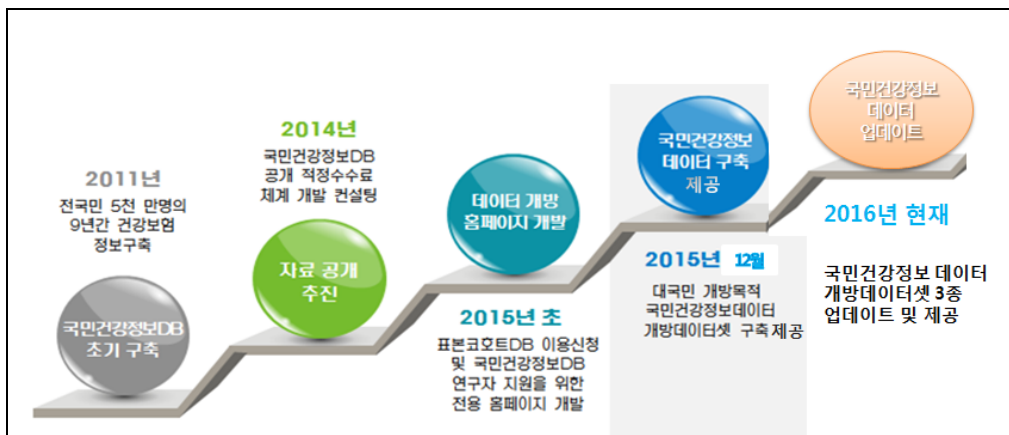 2011년
전국민 5천 만명의
9년간 건강보험
정보구축
국민건강정보DB
초기 구축
2014년
국민건강정보DB
공개 적정수수료
체계 개발 컨설팅
자료 공개
추진
데이터 개방
홈페이지 개발
2015년 초
표본코호트DB 이용신청
및 국민건강정보DB
연구자 지원을 위한
전용 홈페이지 개발
국민건강정보
데이터 구축
제공
2015년 12월
대국민 개방목적
국민건강정보데이터
개방데이터셋 구축 제공
국민건강정보
데이터
업데이트
2016년 현재
국민건강정보 데이터
개방데이터셋 3종
업데이트 및 제공